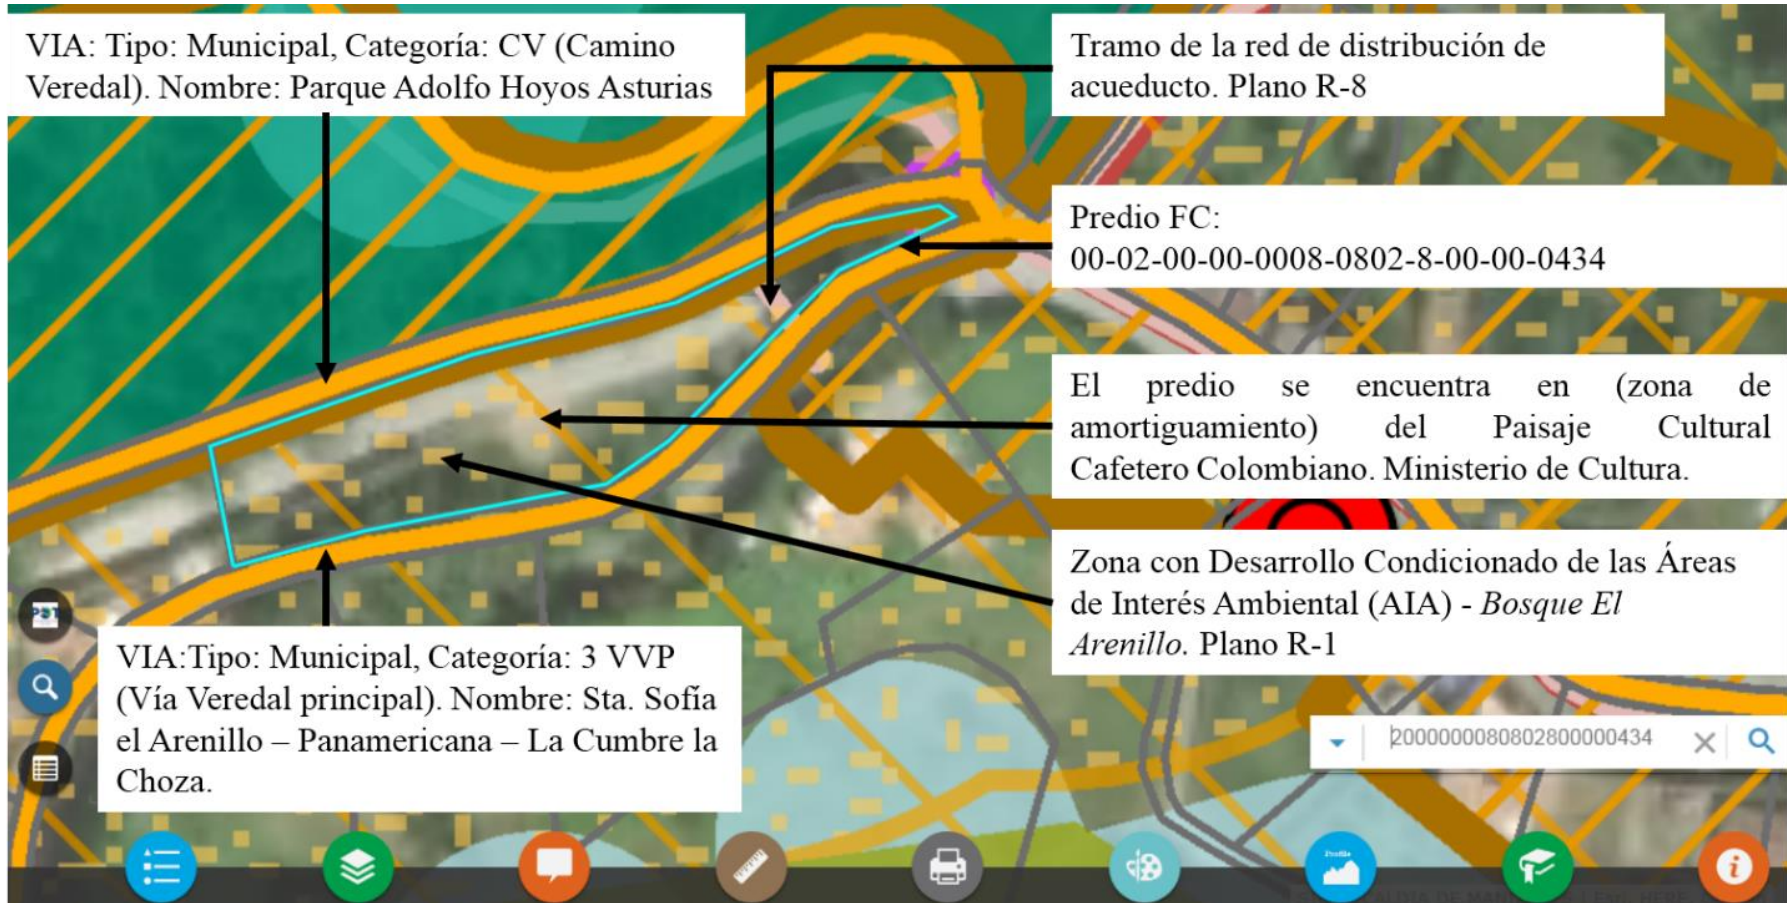 VIA: Tipo: Municipal, Categoría: CV (Camino
Veredal). Nombre: Parque Adolfo Hoyos Asturias
Tramo de la red de distribución de
acueducto. Plano R-8
Predio FC:
00-02-00-00-0008-0802-8-00-00-0434
El predio se encuentra en (zona de
amortiguamiento) del Paisaje Cultural
Cafetero Colombiano. Ministerio de Cultura.
Zona con Desarrollo Condicionado de las Áreas
de Interés Ambiental (AIA) - Bosque El
Arenillo. Plano R-1
VIA:Tipo: Municipal, Categoría: 3 VVP
(Vía Veredal principal). Nombre: Sta. Sofía
el Arenillo – Panamericana – La Cumbre la
Choza.
2000000080802800000434
Profile